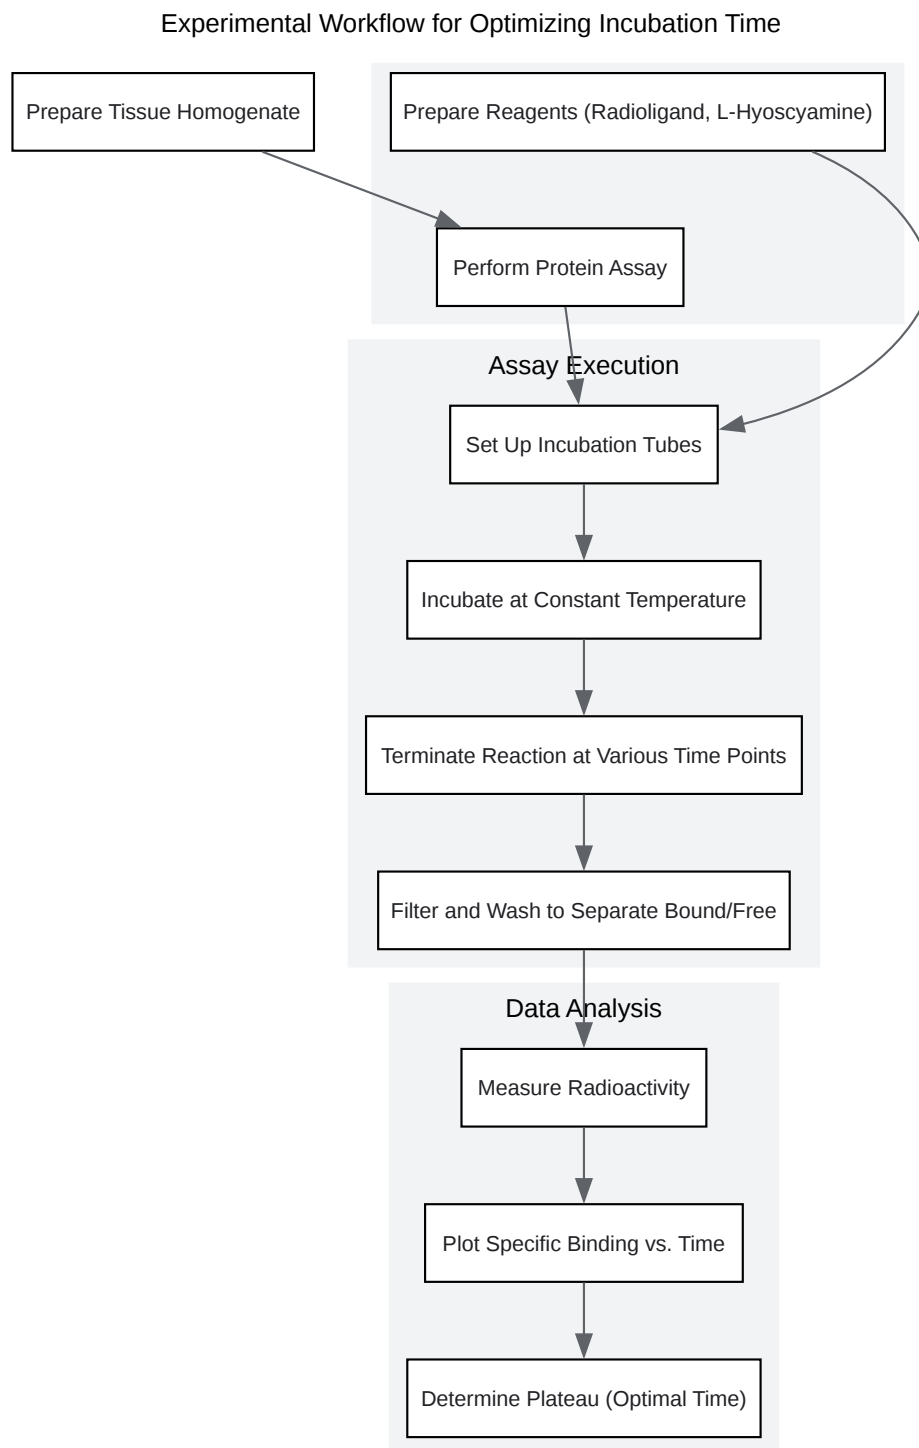 Experimental Workflow for Optimizing Incubation Time
Prepare Tissue Homogenate
Prepare Reagents (Radioligand, L-Hyoscyamine)
Perform Protein Assay
Assay Execution
Set Up Incubation Tubes
Incubate at Constant Temperature
Terminate Reaction at Various Time Points
Filter and Wash to Separate Bound/Free
Data Analysis
Measure Radioactivity
Plot Specific Binding vs. Time
Determine Plateau (Optimal Time)